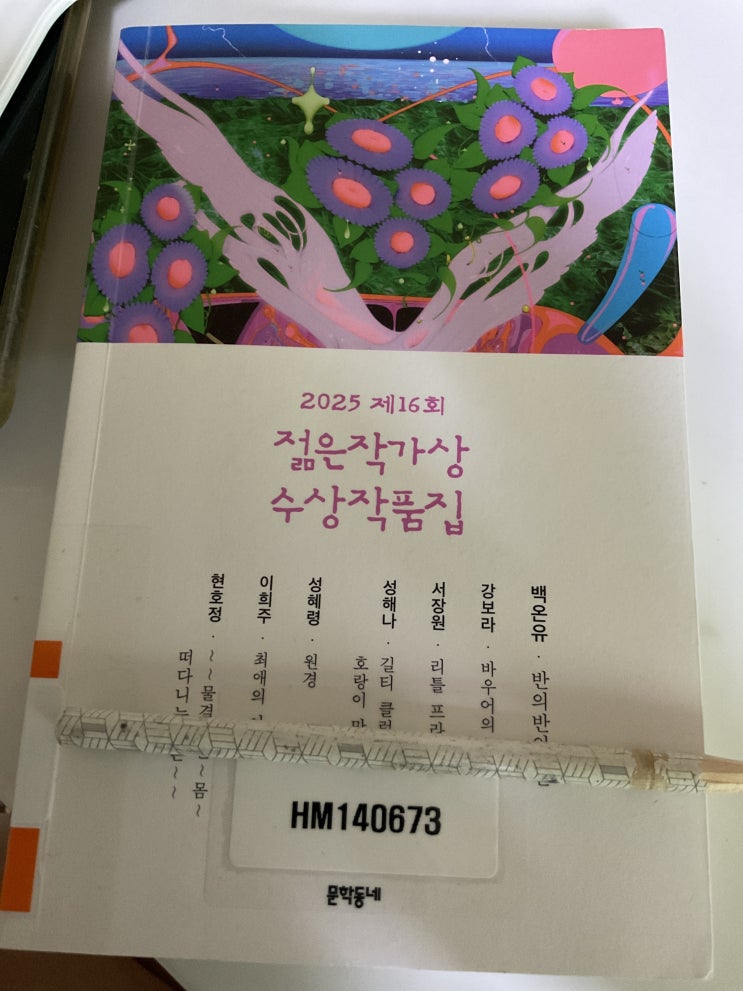 2025 제16회
젊은작가상
수상작품집
백온유 · 반의반
강보라 · 바우어의
서장원 · 리틀 프라
성해나 · 길티 클럽
호랑이
성혜령 · 원경
이희주 · 최애의
현호정 · ~~물결 ~몸~
떠다니는 ~~
HM140673
문학동네